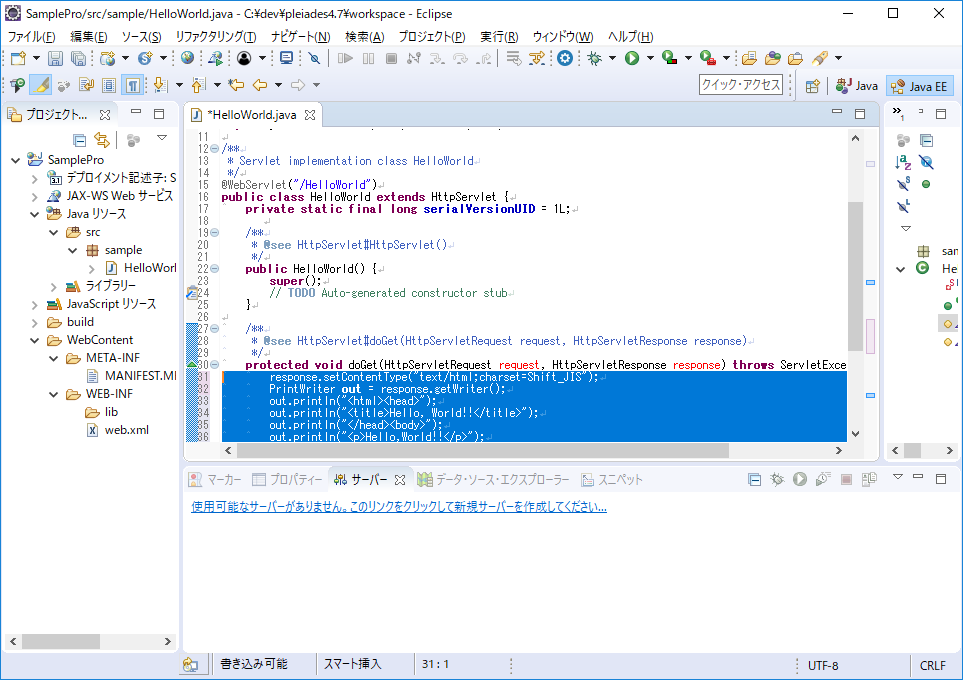 SamplePro/src/sample/HelloWorld.java - C:¥dev¥pleiades4.7¥workspace - Eclipse
ファイル(F) 編集(E) ソース(S) リファクタリング(T) ナビゲート(N) 検索(A) プロジェクト(P) 実行(R) ウィンドウ(W) ヘルプ(H)
クイック・アクセス Java Java EE
プロジェクト...
*HelloWorld.java
SamplePro
デプロイメント記述子: S
JAX-WS Web サービス
Java リソース
src
sample
HelloWorl
ライブラリー
JavaScript リソース
build
WebContent
META-INF
MANIFEST.MI
WEB-INF
lib
web.xml
11
12 /**
13 * Servlet implementation class HelloWorld
14 */
15 @WebServlet("/HelloWorld")
16 public class HelloWorld extends HttpServlet {
17 private static final long serialVersionUID = 1L;
18
19 /**
20 * @see HttpServlet#HttpServlet()
21 */
22 public HelloWorld() {
23 super();
24 // TODO Auto-generated constructor stub
25 }
26
27 /**
28 * @see HttpServlet#doGet(HttpServletRequest request, HttpServletResponse response)
29 */
30 protected void doGet(HttpServletRequest request, HttpServletResponse response) throws ServletExce
31 response.setContentType("text/html;charset=Shift_JIS");
32 PrintWriter out = response.getWriter();
33 out.println("<html><head>");
34 out.println("<title>Hello, World!!</title>");
35 out.println("</head><body>");
36 out.println("<p>Hello,World!!</p>");
san
He
マーカー プロパティー サーバー データ・ソース・エクスプローラー スニペット
使用可能なサーバーがありません。このリンクをクリックして新規サーバーを作成してください...
書き込み可能 スマート挿入 31 : 1 UTF-8 CRLF